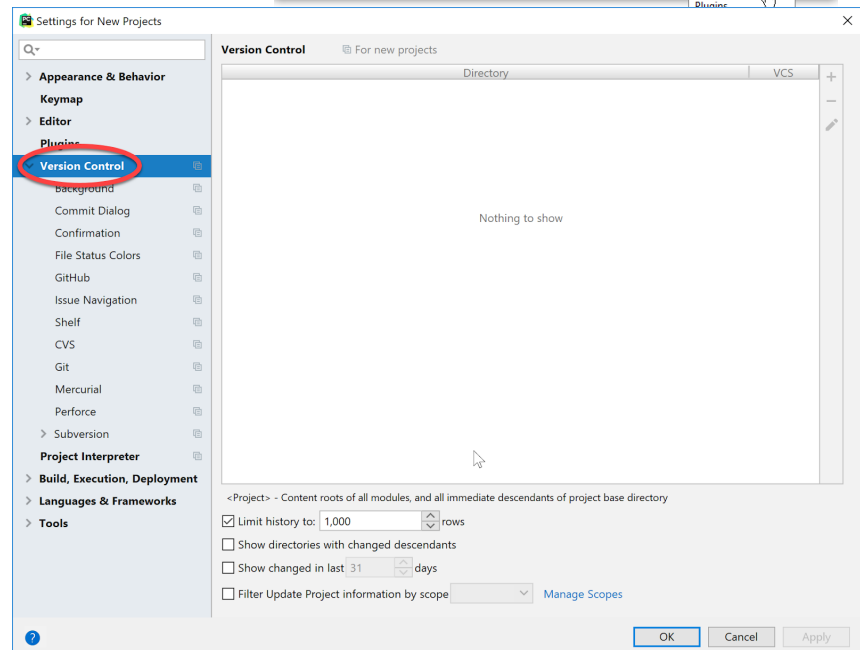 Plugins
Settings for New Projects
Version Control For new projects
Appearance & Behavior
Keymap
Editor
Plugins
Version Control
Background
Commit Dialog
Confirmation
File Status Colors
GitHub
Issue Navigation
Shelf
CVS
Git
Mercurial
Perforce
Subversion
Project Interpreter
Build, Execution, Deployment
Languages & Frameworks
Tools
Directory VCS
Nothing to show
<Project> - Content roots of all modules, and all immediate descendants of project base directory
Limit history to: 1,000 rows
Show directories with changed descendants
Show changed in last 31 days
Filter Update Project information by scope Manage Scopes
? OK Cancel Apply